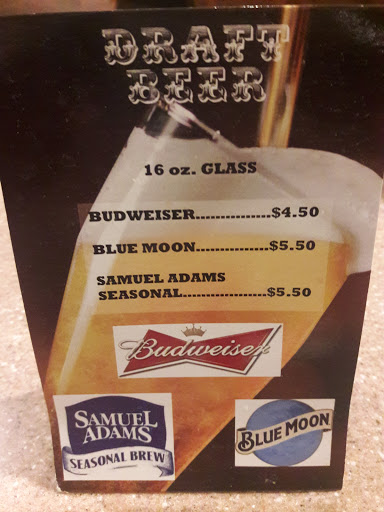 DRAFT
BEER
16 oz. GLASS
BUDWEISER...............$4.50
BLUE MOON...............$5.50
SAMUEL ADAMS
SEASONAL.................$5.50
Budweiser
SAMUEL
ADAMS
SEASONAL BREW
BLUE MOON